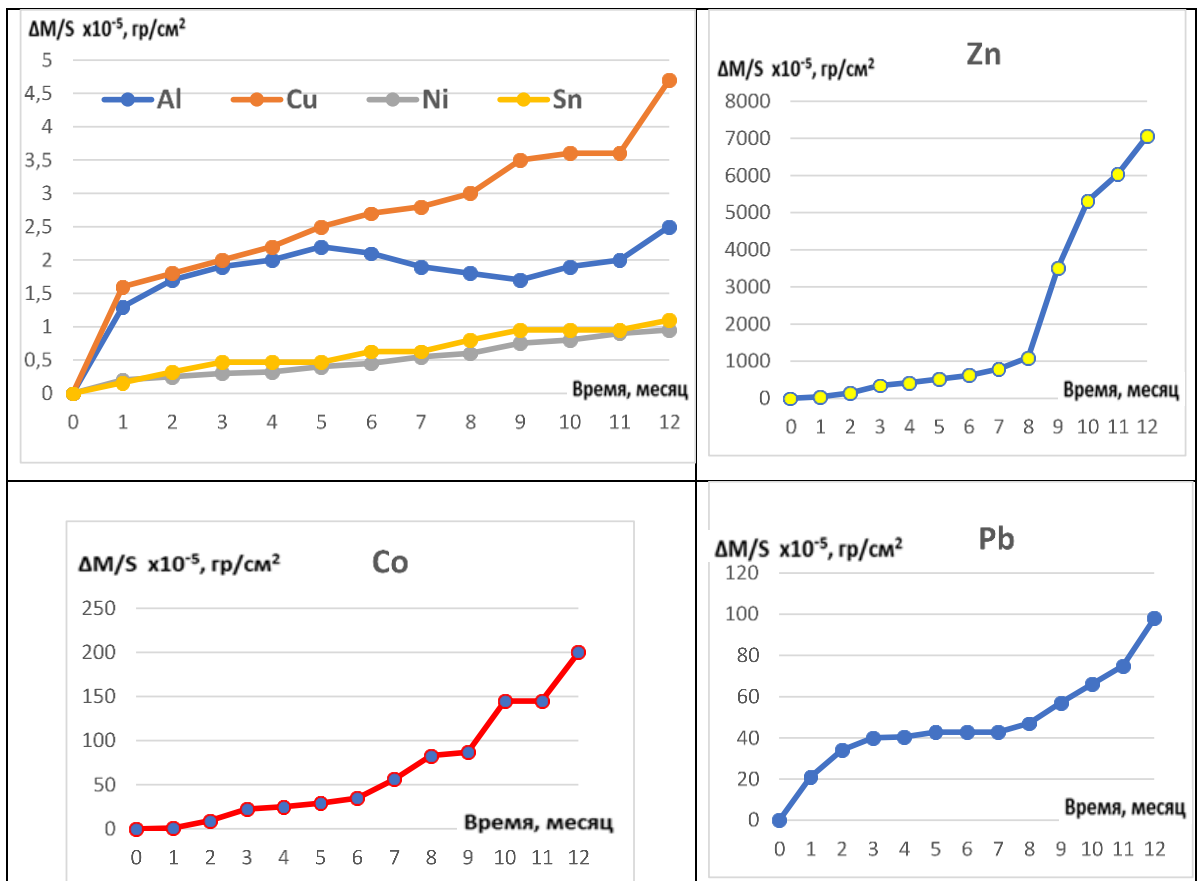 ΔM/S x10⁻⁵, гр/см²
5
4,5
4
3,5
3
2,5
2
1,5
1
0,5
0
Al Cu Ni Sn
Время, месяц
0 1 2 3 4 5 6 7 8 9 10 11 12
Zn
ΔM/S x10⁻⁵, гр/см²
8000
7000
6000
5000
4000
3000
2000
1000
0
Время, месяц
0 1 2 3 4 5 6 7 8 9 10 11 12
Co
ΔM/S x10⁻⁵, гр/см²
250
200
150
100
50
0
Время, месяц
0 1 2 3 4 5 6 7 8 9 10 11 12
Pb
ΔM/S x10⁻⁵, гр/см²
120
100
80
60
40
20
0
Время, месяц
0 1 2 3 4 5 6 7 8 9 10 11 12